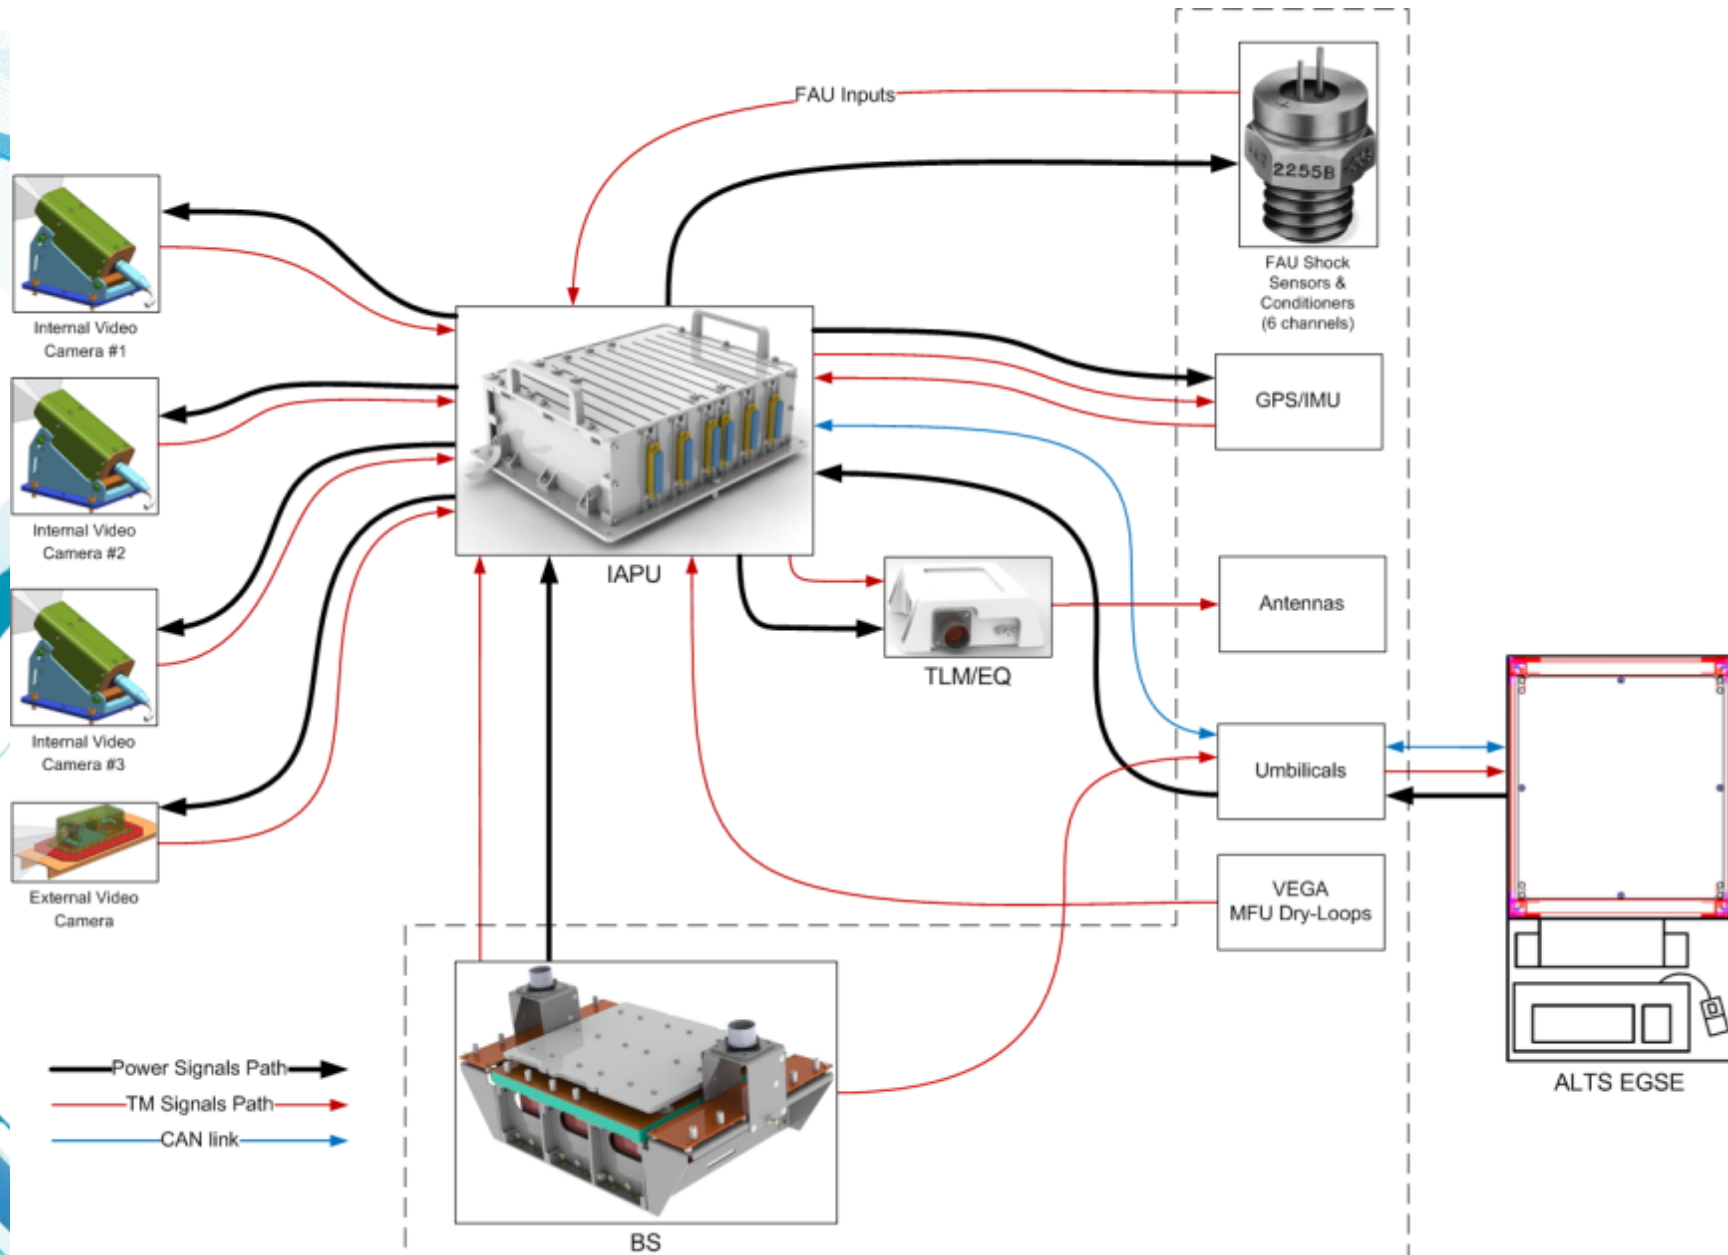 FAU Inputs
2255B
FAU Shock
Sensors &
Conditioners
(6 channels)
Internal Video
Camera #1
GPS/IMU
Internal Video
Camera #2
IAPU
Antennas
TLM/EQ
Internal Video
Camera #3
Umbilicals
External Video
Camera
VEGA
MFU Dry-Loops
Power Signals Path
TM Signals Path
CAN link
ALTS EGSE
BS